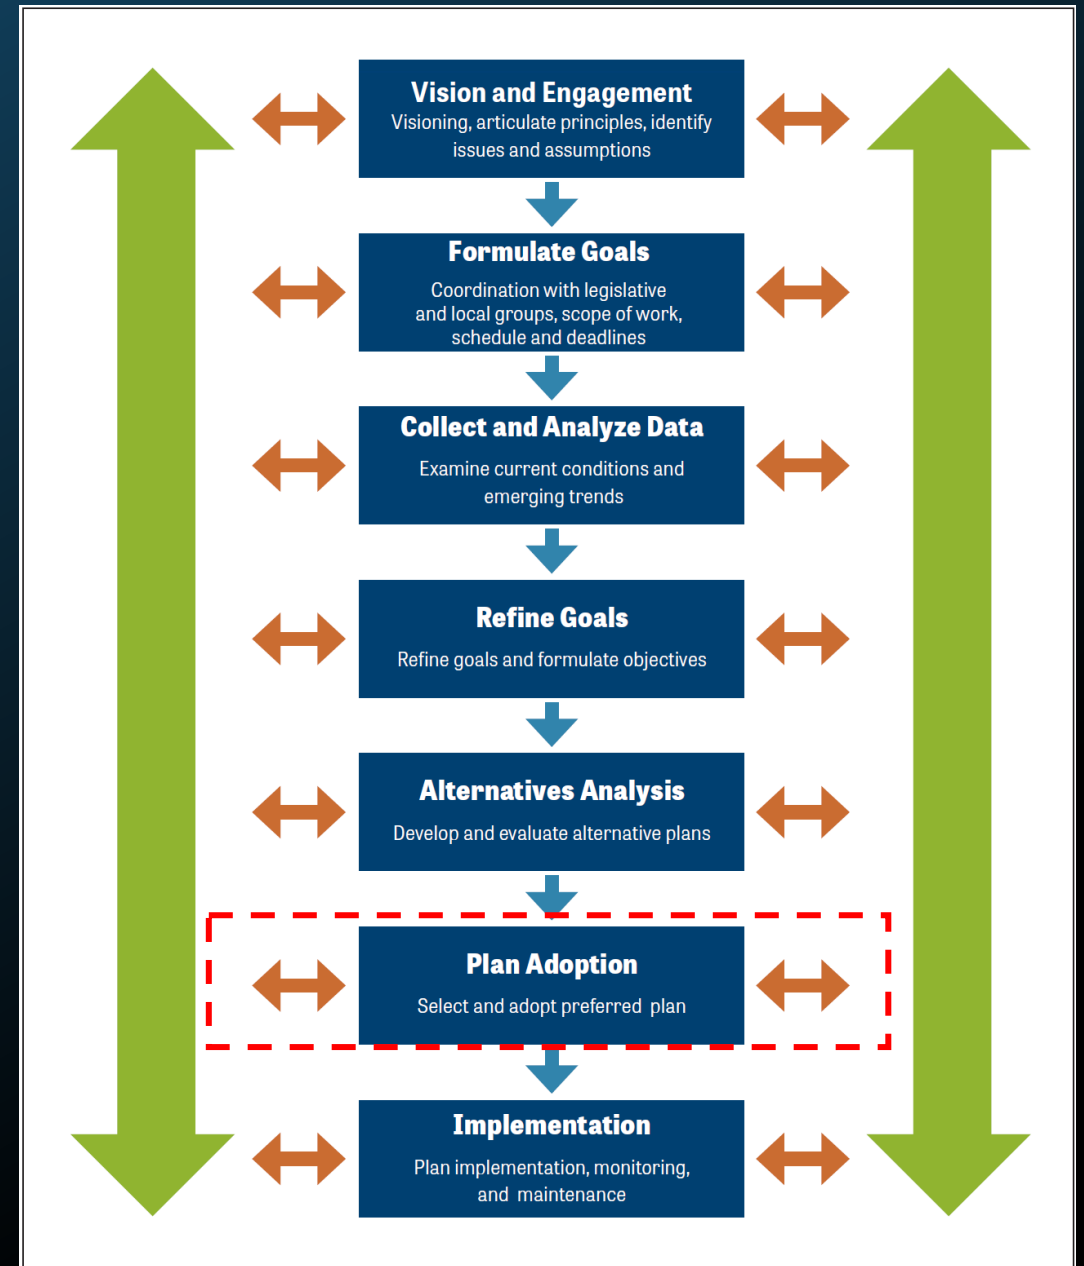 Vision and Engagement
Visioning, articulate principles, identify
issues and assumptions
Formulate Goals
Coordination with legislative
and local groups, scope of work,
schedule and deadlines
Collect and Analyze Data
Examine current conditions and
emerging trends
Refine Goals
Refine goals and formulate objectives
Alternatives Analysis
Develop and evaluate alternative plans
Plan Adoption
Select and adopt preferred plan
Implementation
Plan implementation, monitoring,
and maintenance